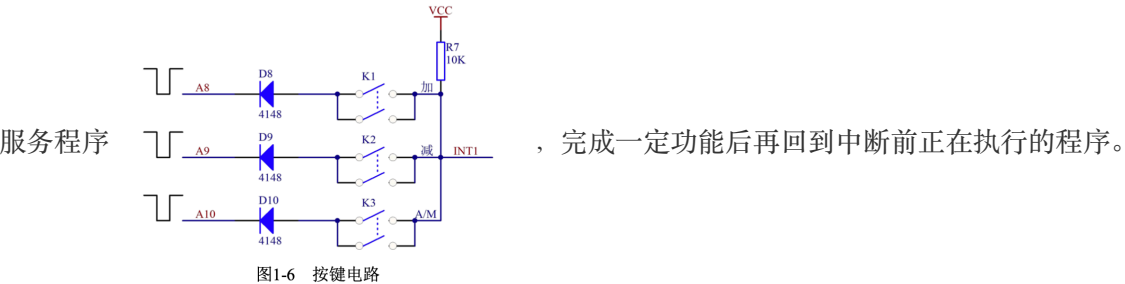 VCC
R7
10K
D8
K1
加
A8
4148
D9
K2
减
A9
INT1
4148
服务程序
，完成一定功能后再回到中断前正在执行的程序。
D10
K3
A10
A/M
4148
图1-6 按键电路